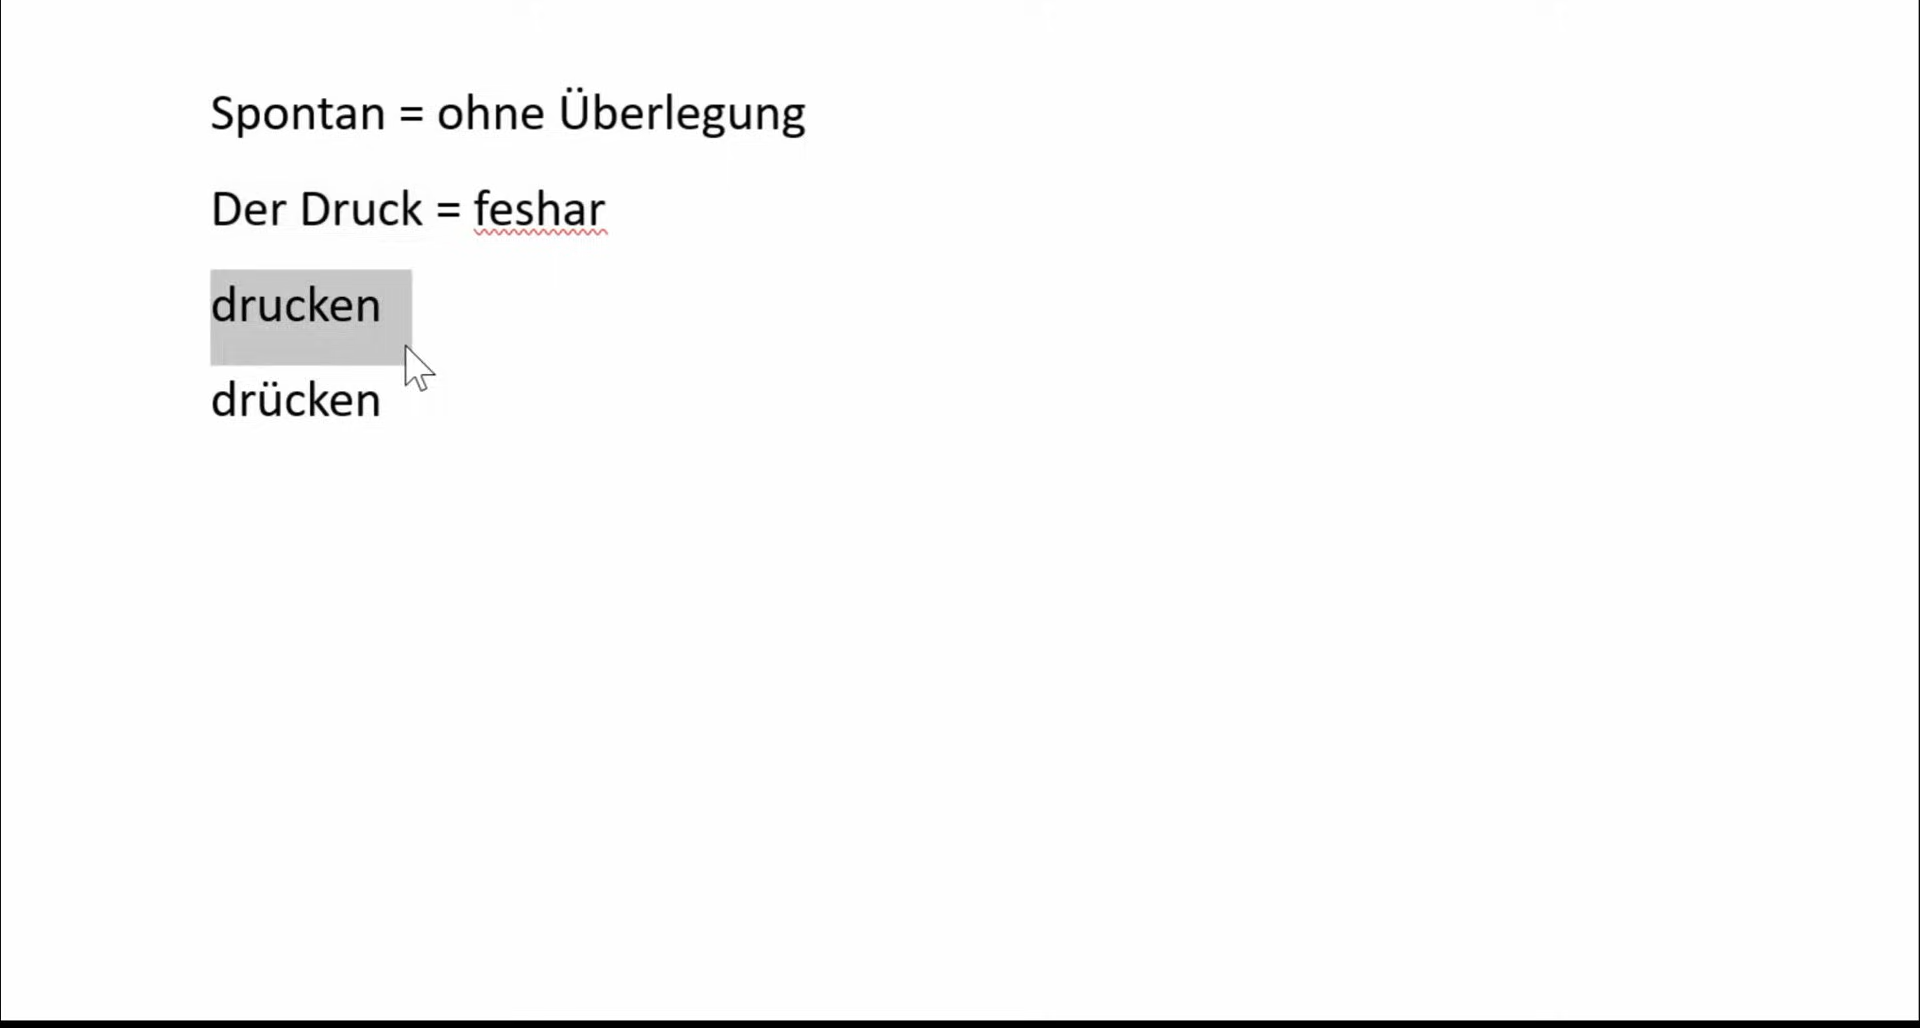 Spontan = ohne Überlegung
Der Druck = feshar
drucken
drücken